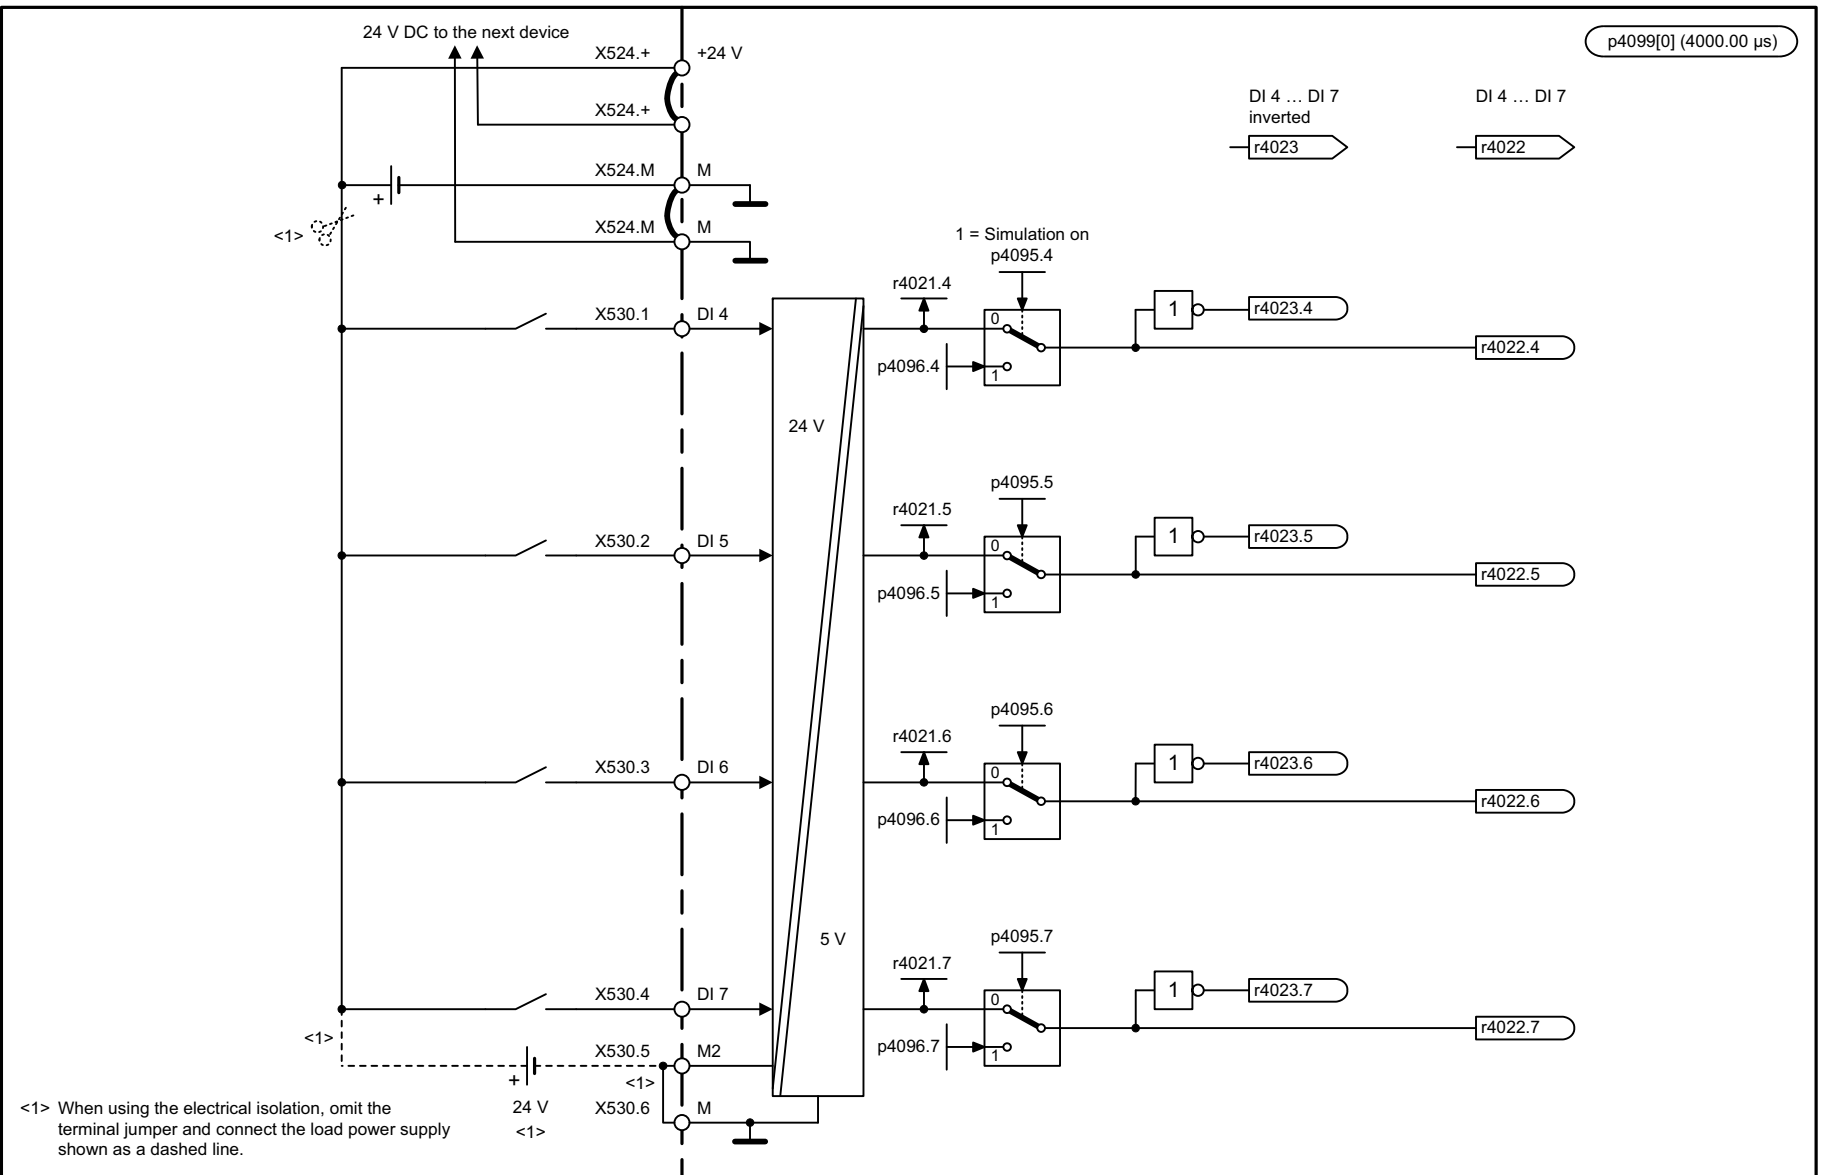 24 V DC to the next device
X524.+
+24 V
p4099[0] (4000.00 µs)
X524.+
DI 4 … DI 7
inverted
r4023
DI 4 … DI 7
r4022
X524.M
M
+
<1>
X524.M
M
1 = Simulation on
p4095.4
r4021.4
X530.1
DI 4
0
1
r4023.4
r4022.4
p4096.4
1
24 V
p4095.5
r4021.5
X530.2
DI 5
0
1
r4023.5
r4022.5
p4096.5
1
p4095.6
r4021.6
X530.3
DI 6
0
1
r4023.6
r4022.6
p4096.6
1
5 V
p4095.7
r4021.7
X530.4
DI 7
0
1
r4023.7
r4022.7
p4096.7
1
<1>
X530.5
M2
+
<1>
24 V
<1>
X530.6
M
<1> When using the electrical isolation, omit the
terminal jumper and connect the load power supply
shown as a dashed line.